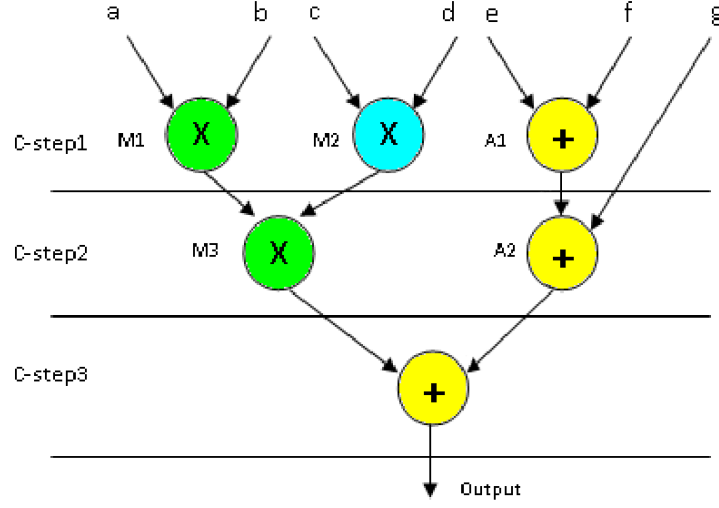 a b c d e f g
C-step1 M1 X M2 X A1 +
C-step2 M3 X A2 +
C-step3 +
Output